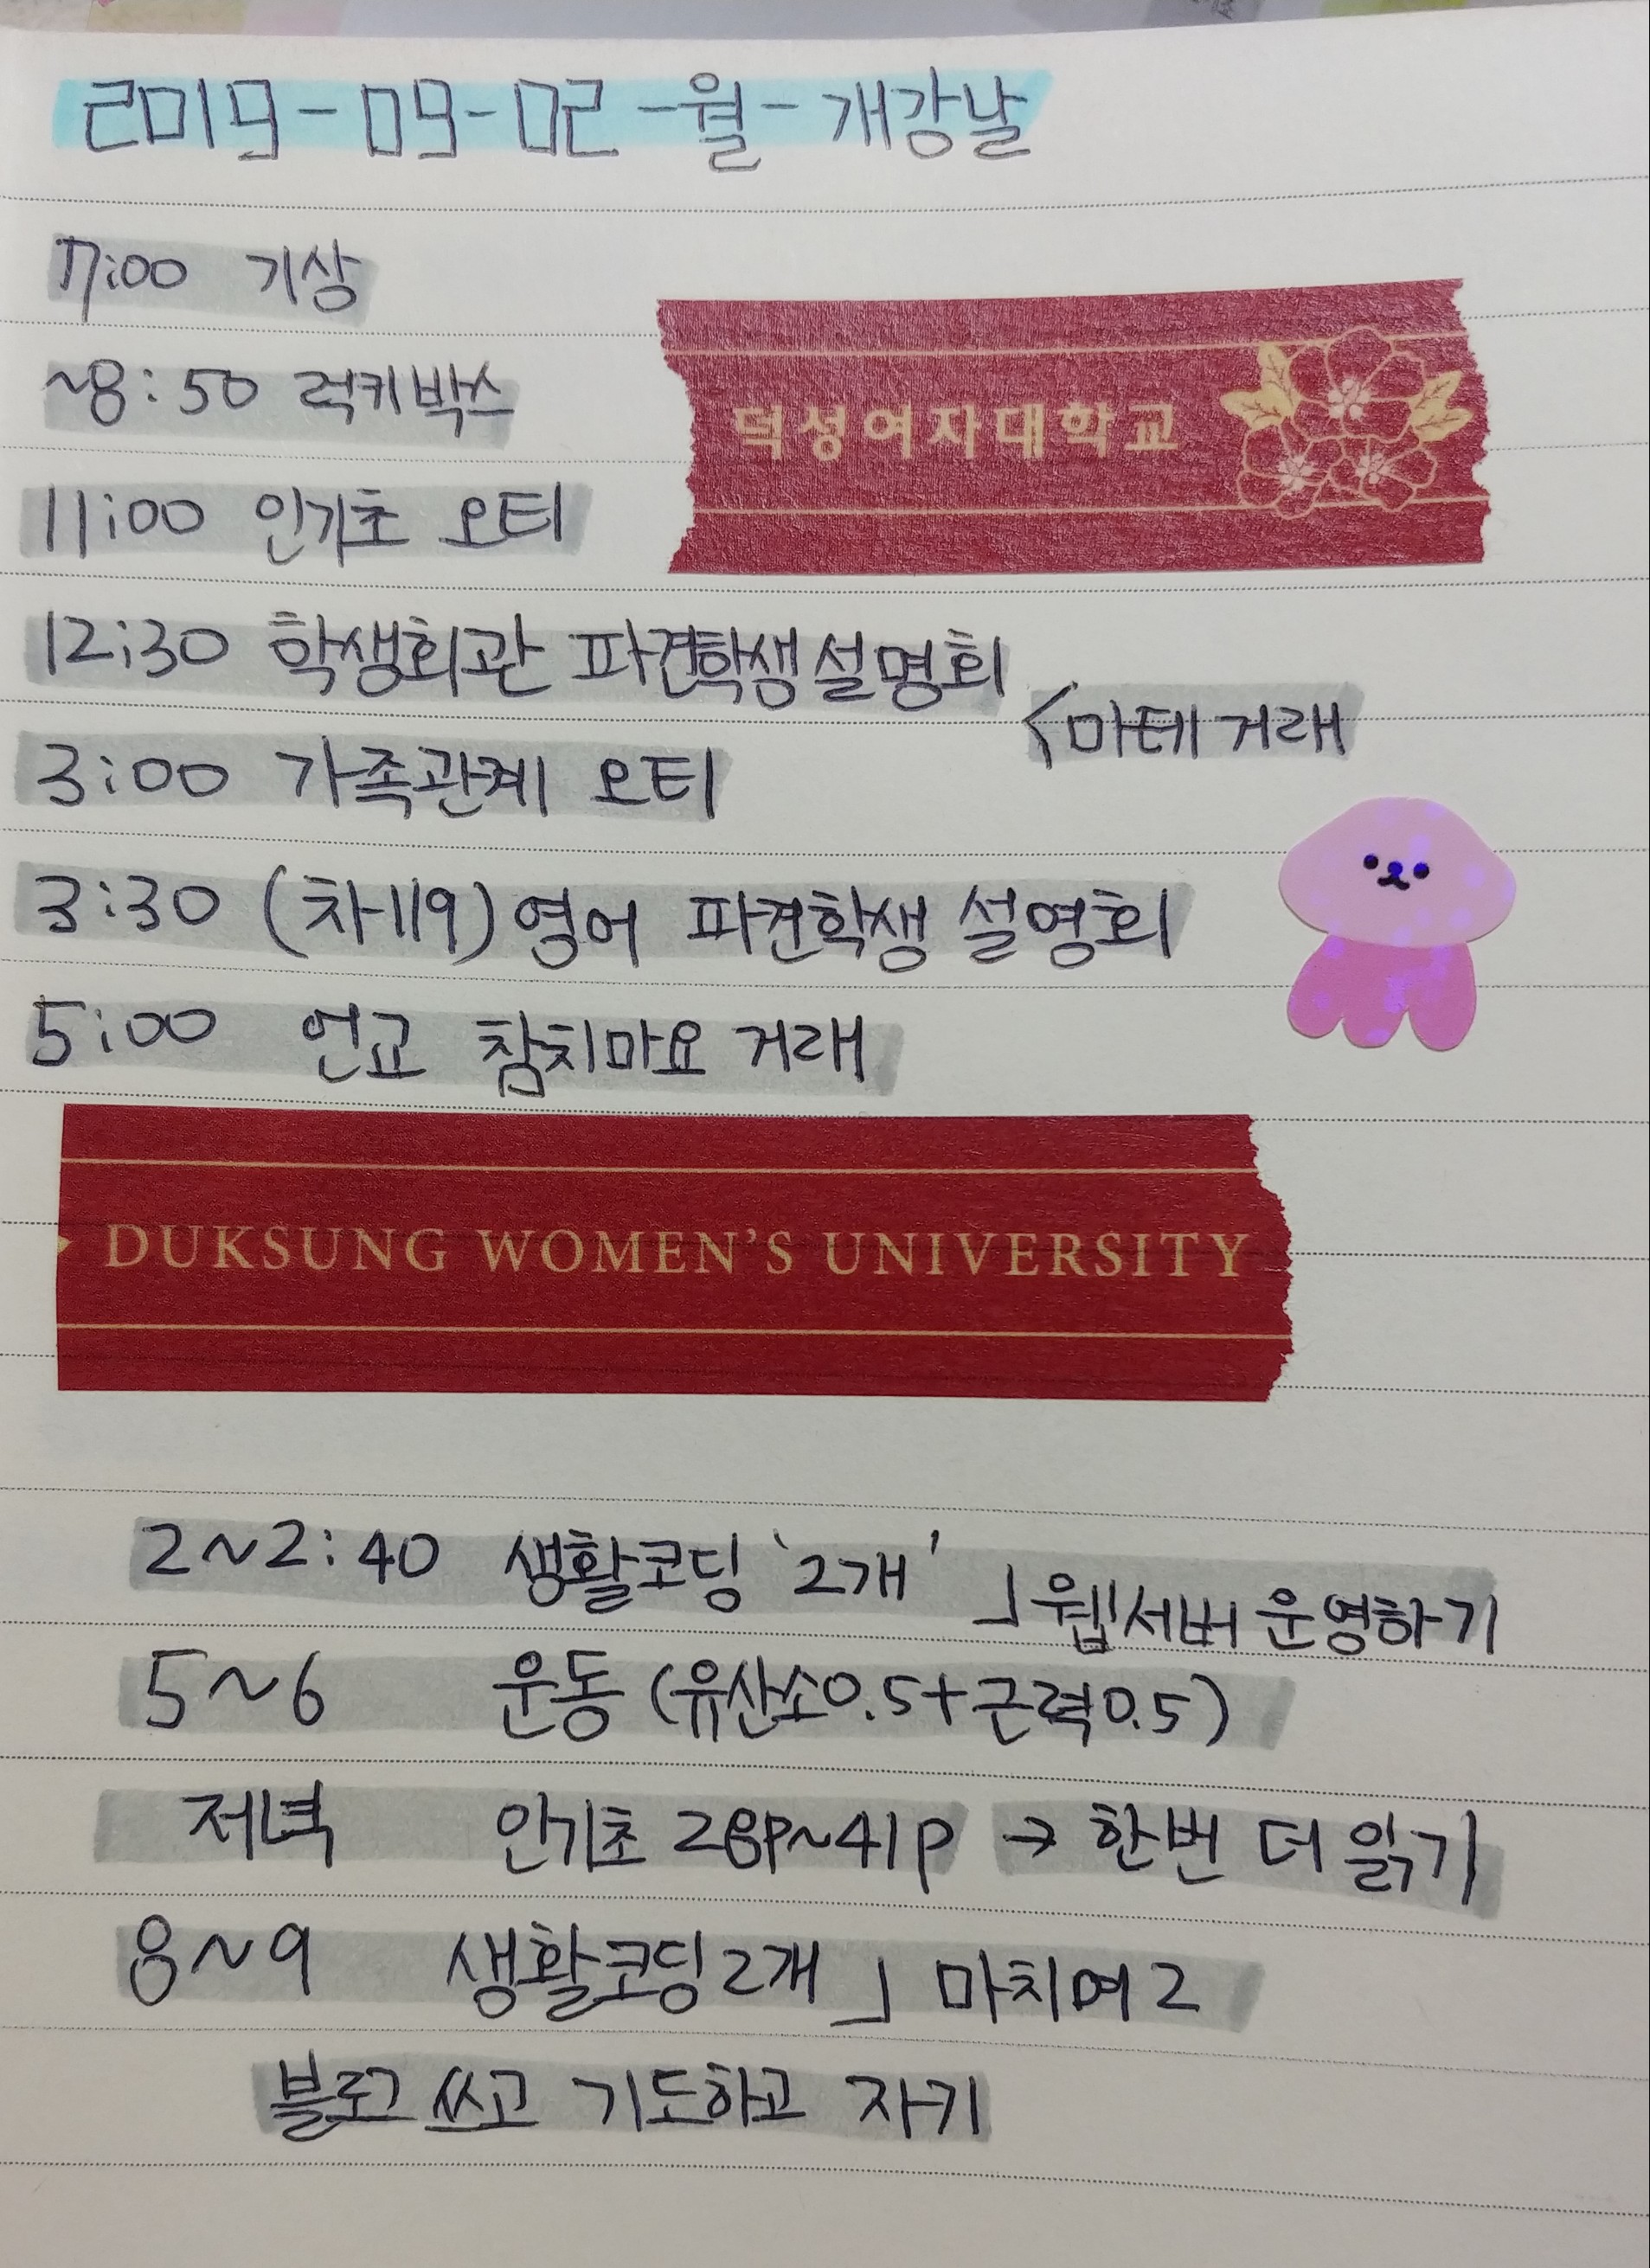 2019-09-02-월-개강날
7:00 기상
~8:50 럭키박스
덕성여자대학교
11:00 인기초 오티
12:30 학생회관 파견학생설명회
<마테 거래
3:00 가족관계 오티
3:30 (차-119) 영어 파견학생 설명회
5:00 언교 참치마요 거래
DUKSUNG WOMEN'S UNIVERSITY
2~2:40 생활코딩 '2개' 」웹서버 운영하기
5~6 운동 (유산소0.5+근력0.5)
저녁 인기초 28p~41p → 한번 더 읽기
8~9 생활코딩2개 」 마치며 2
블로그 쓰고 기도하고 자기